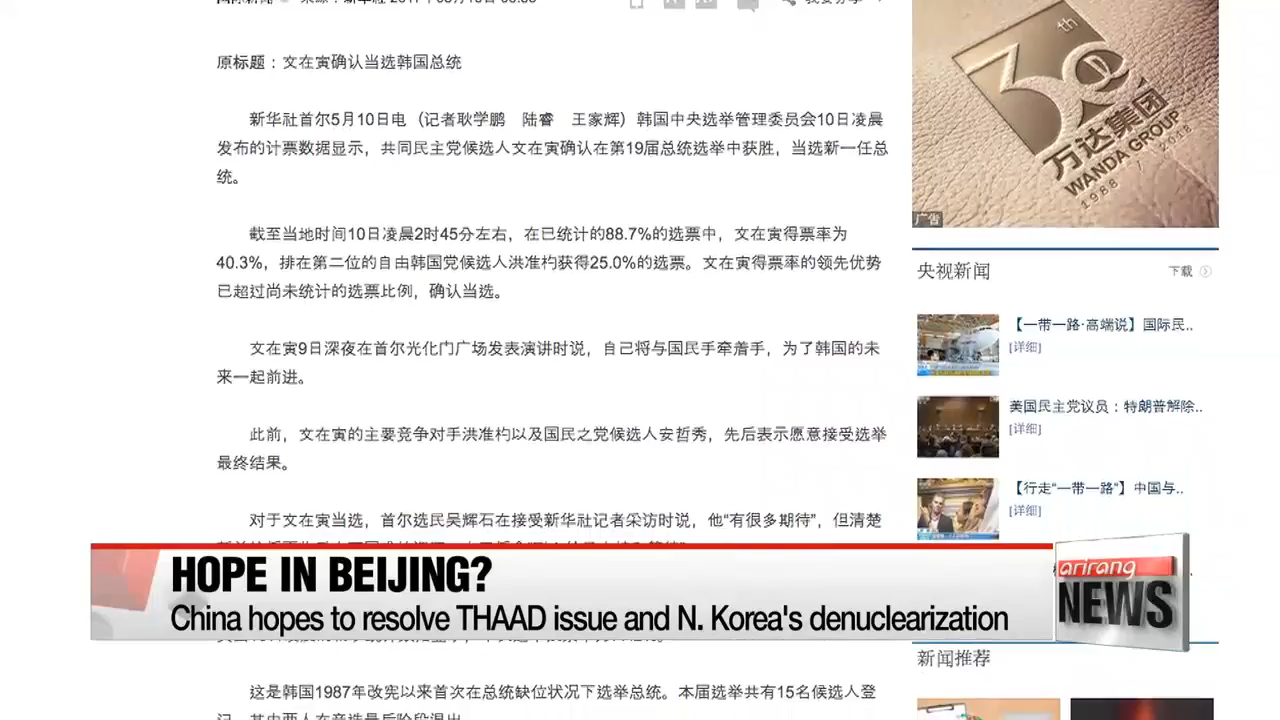 原标题：文在寅确认当选韩国总统
新华社首尔5月10日电（记者耿学鹏 陆睿 王家辉）韩国中央选举管理委员会10日凌晨
发布的计票数据显示，共同民主党候选人文在寅确认在第19届总统选举中获胜，当选新一任总
统。
截至当地时间10日凌晨2时45分左右，在已统计的88.7%的选票中，文在寅得票率为
40.3%，排在第二位的自由韩国党候选人洪准杓获得25.0%的选票。文在寅得票率的领先优势
已超过尚未统计的选票比例，确认当选。
文在寅9日深夜在首尔光化门广场发表演讲时说，自己将与国民手牵着手，为了韩国的未
来一起前进。
此前，文在寅的主要竞争对手洪准杓以及国民之党候选人安哲秀，先后表示愿意接受选举
最终结果。
对于文在寅当选，首尔选民吴辉石在接受新华社记者采访时说，他“有很多期待”，但清楚
这是韩国1987年改宪以来首次在总统缺位状况下选举总统。本届选举共有15名候选人登
30th
万达集团
WANDA GROUP
1988 / 2018
广告
央视新闻
下载
【一带一路·高端说】国际民..
[详细]
美国民主党议员：特朗普解除..
[详细]
【行走“一带一路”】中国与..
[详细]
新闻推荐
HOPE IN BEIJING?
China hopes to resolve THAAD issue and N. Korea's denuclearization
arirang
NEWS